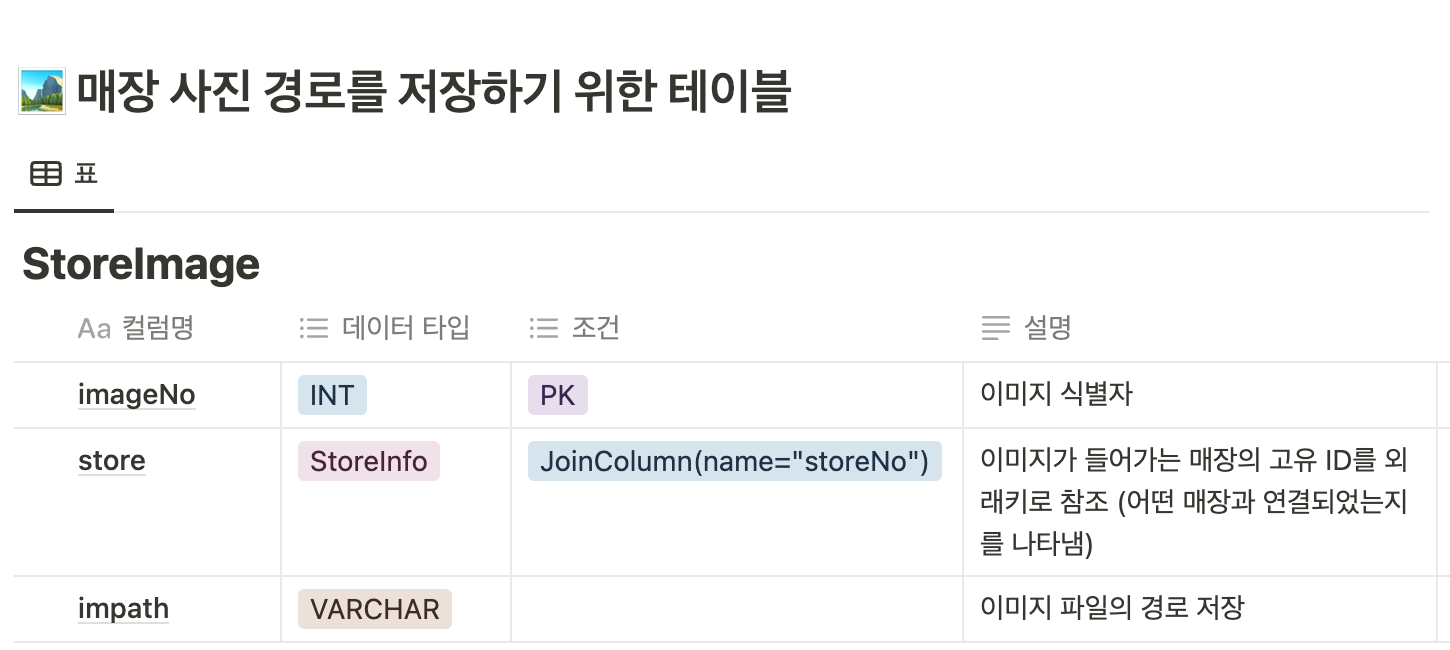 매장 사진 경로를 저장하기 위한 테이블
표
StoreImage
Aa 컬럼명 데이터 타입 조건 설명
imageNo INT PK 이미지 식별자
store StoreInfo JoinColumn(name="storeNo") 이미지가 들어가는 매장의 고유 ID를 외
래키로 참조 (어떤 매장과 연결되었는지
를 나타냄)
impath VARCHAR 이미지 파일의 경로 저장